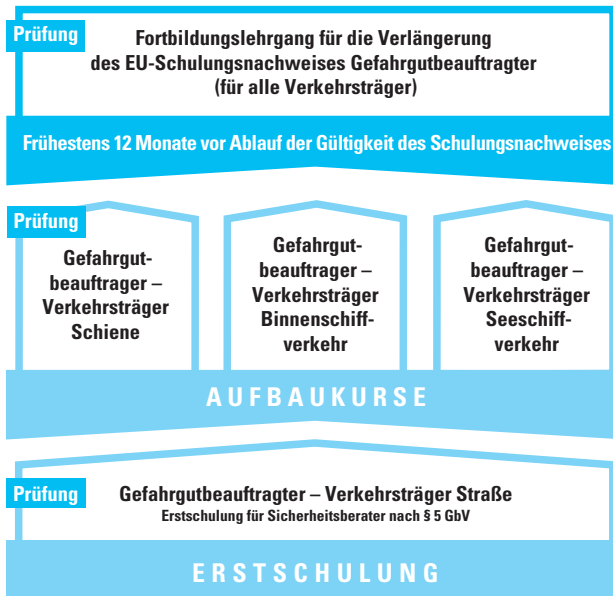 Prüfung
Fortbildungslehrgang für die Verlängerung
des EU-Schulungsnachweises Gefahrgutbeauftragter
(für alle Verkehrsträger)
Frühestens 12 Monate vor Ablauf der Gültigkeit des Schulungsnachweises
Prüfung
Gefahrgut-
beauftrager –
Verkehrsträger
Schiene
Gefahrgut-
beauftrager –
Verkehrsträger
Binnenschiff-
verkehr
Gefahrgut-
beauftrager –
Verkehrsträger
Seeschiff-
verkehr
AUFBAUKURSE
Prüfung
Gefahrgutbeauftragter – Verkehrsträger Straße
Erstschulung für Sicherheitsberater nach § 5 GbV
ERSTSCHULUNG